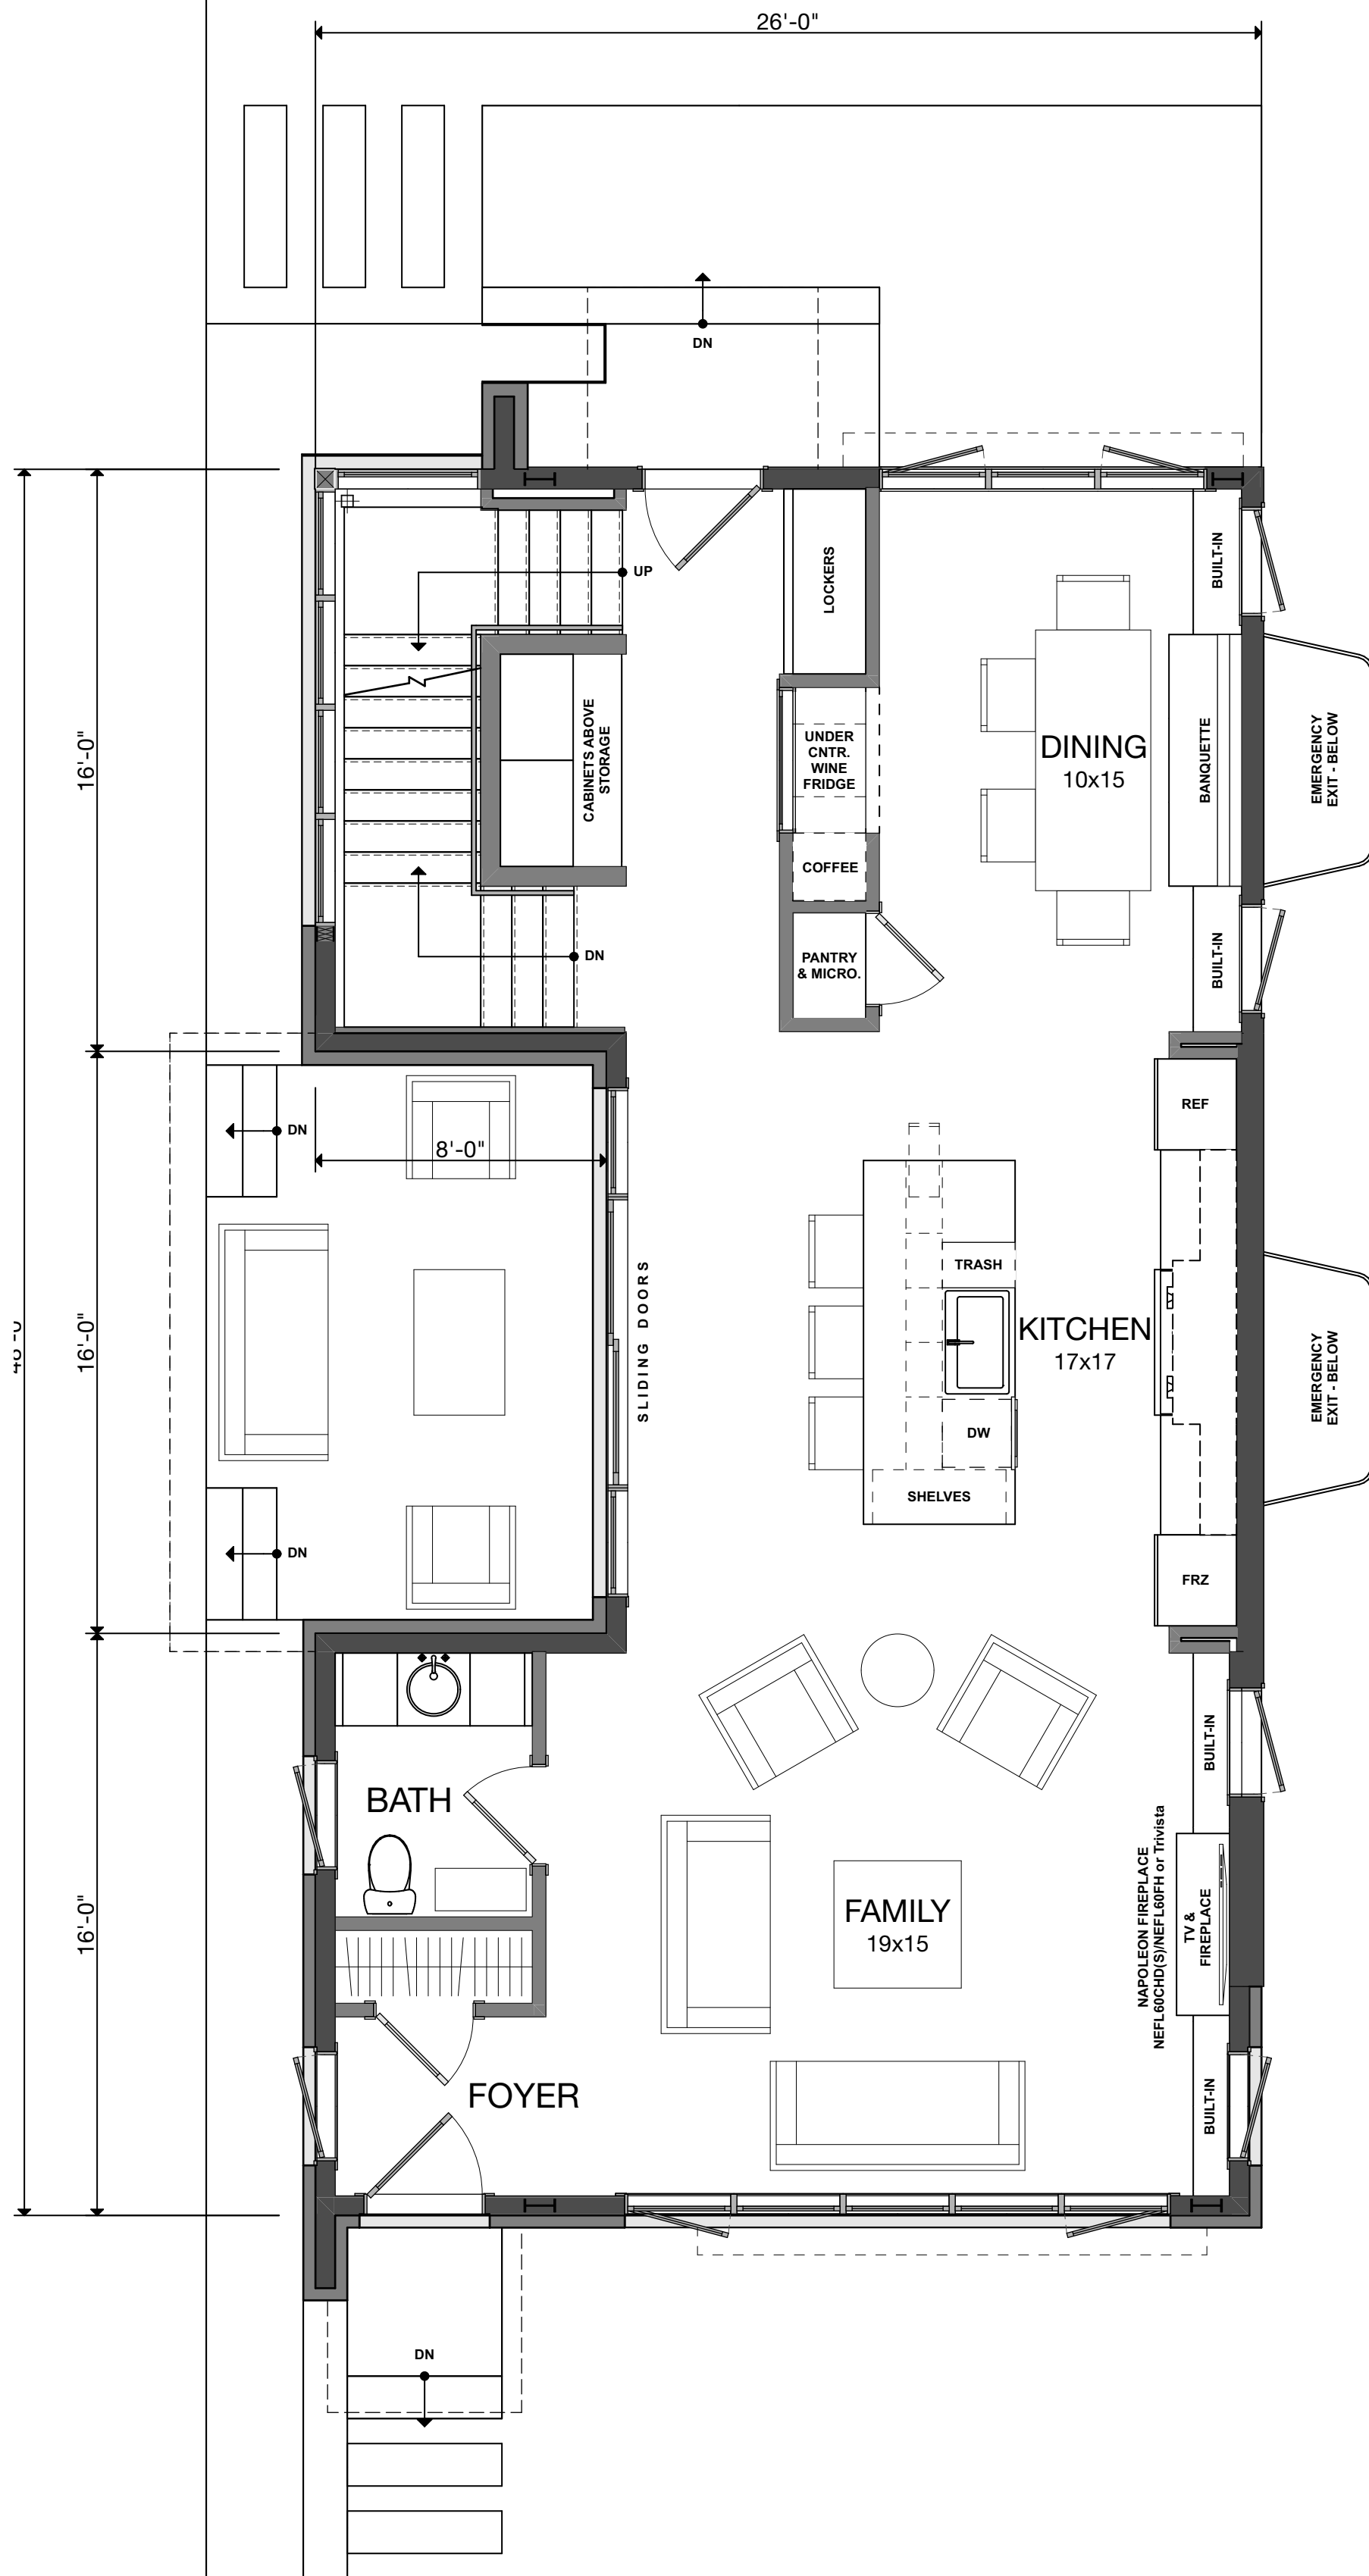 26'-0"
DN
UP
LOCKERS
BUILT-IN
16'-0"
CABINETS ABOVE
STORAGE
UNDER
CNTR.
WINE
FRIDGE
DINING
10x15
BANQUETTE
EMERGENCY
EXIT - BELOW
COFFEE
DN
PANTRY
& MICRO.
BUILT-IN
REF
DN
8'-0"
16'-0"
SLIDING DOORS
TRASH
KITCHEN
17x17
EMERGENCY
EXIT - BELOW
DW
SHELVES
DN
FRZ
BUILT-IN
BATH
16'-0"
FAMILY
19x15
NAPOLEON FIREPLACE
NEFL60CHD(S)/NEFL60FH or Trivista
TV &
FIREPLACE
FOYER
BUILT-IN
DN